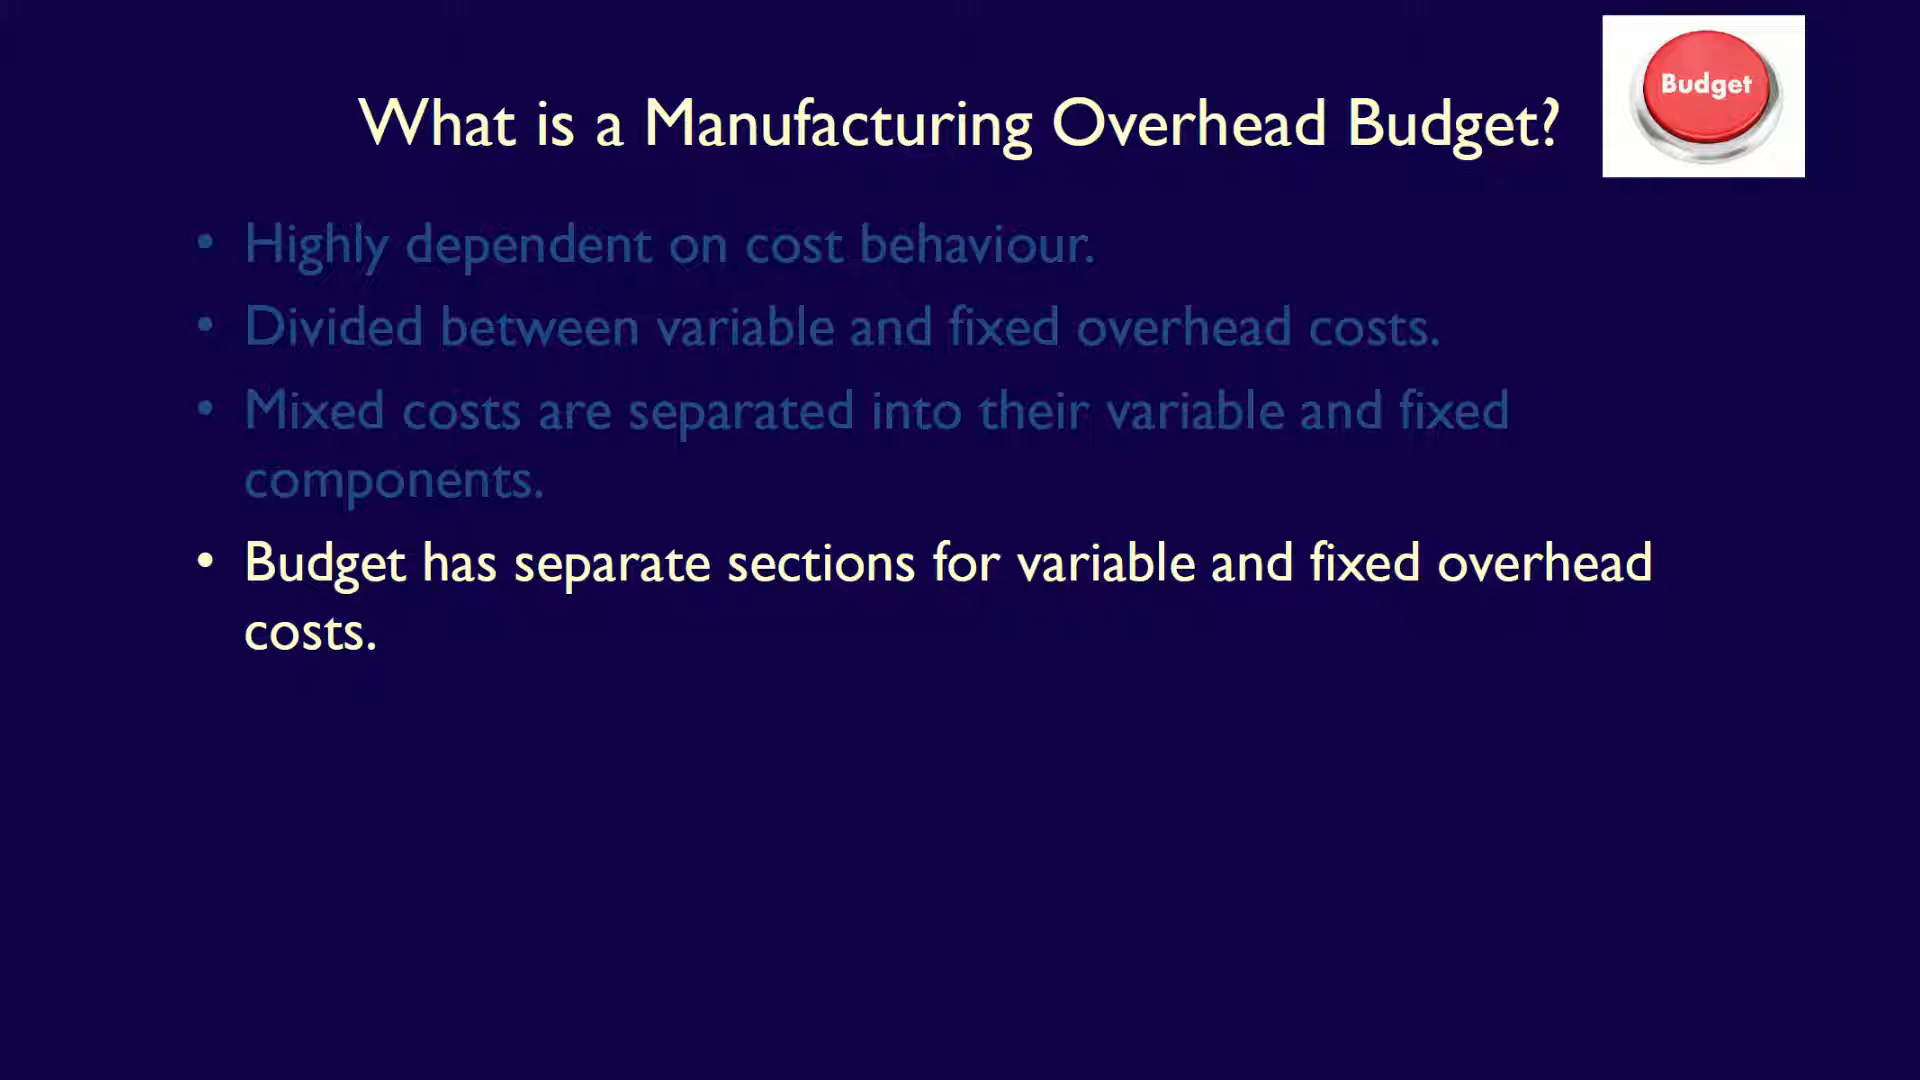 What is a Manufacturing Overhead Budget?
Budget
• Highly dependent on cost behaviour.
• Divided between variable and fixed overhead costs.
• Mixed costs are separated into their variable and fixed
components.
• Budget has separate sections for variable and fixed overhead
costs.